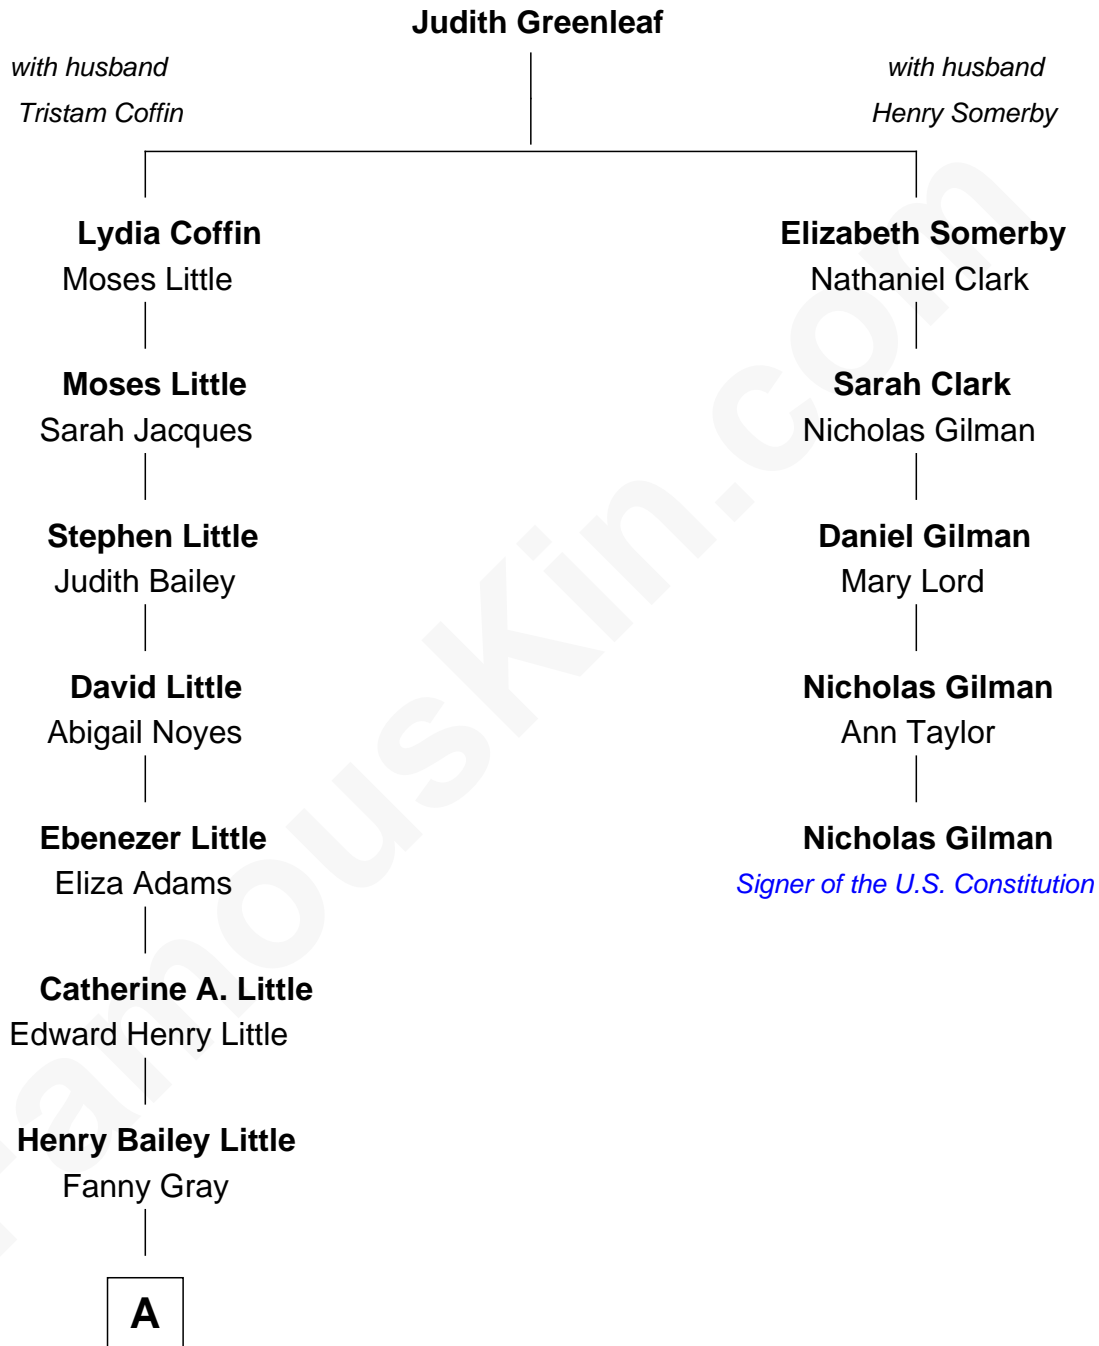 Judith Greenleaf
with husband
Tristam Coffin
with husband
Henry Somerby
Lydia Coffin
Moses Little
Elizabeth Somerby
Nathaniel Clark
Moses Little
Sarah Jacques
Sarah Clark
Nicholas Gilman
Stephen Little
Judith Bailey
Daniel Gilman
Mary Lord
David Little
Abigail Noyes
Nicholas Gilman
Ann Taylor
Ebenezer Little
Eliza Adams
Nicholas Gilman
Signer of the U.S. Constitution
Catherine A. Little
Edward Henry Little
Henry Bailey Little
Fanny Gray
A
FamousKin.com